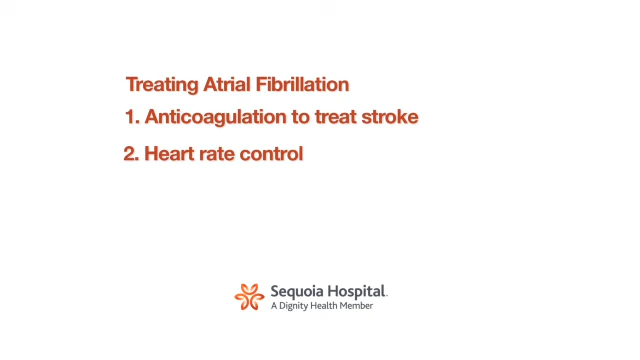 Treating Atrial Fibrillation
1. Anticoagulation to treat stroke
2. Heart rate control
Sequoia Hospital.
A Dignity Health Member